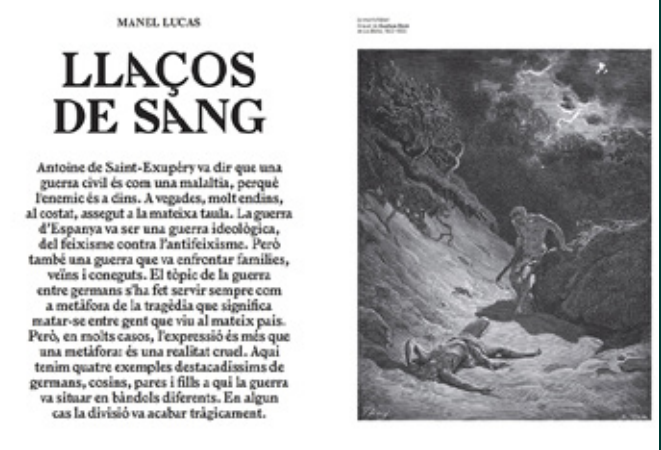 MANEL LUCAS
LLAÇOS
DE SANG
Antoine de Saint-Exupéry va dir que una
guerra civil és com una malaltia, perquè
l'enemic és a dins. A vegades, molt endins,
al costat, assegut a la mateixa taula. La guerra
d'Espanya va ser una guerra ideològica,
del feixisme contra l'antifeixisme. Però
també una guerra que va enfrontar famílies,
veïns i coneguts. El tòpic de la guerra
entre germans s'ha fet servir sempre com
a metàfora de la tragèdia que significa
matar-se entre gent que viu al mateix país.
Però, en molts casos, l'expressió és més que
una metàfora: és una realitat cruel. Aquí
tenim quatre exemples destacadíssims de
germans, cosins, pares i fills a qui la guerra
va situar en bàndols diferents. En algun
cas la divisió va acabar tràgicament.